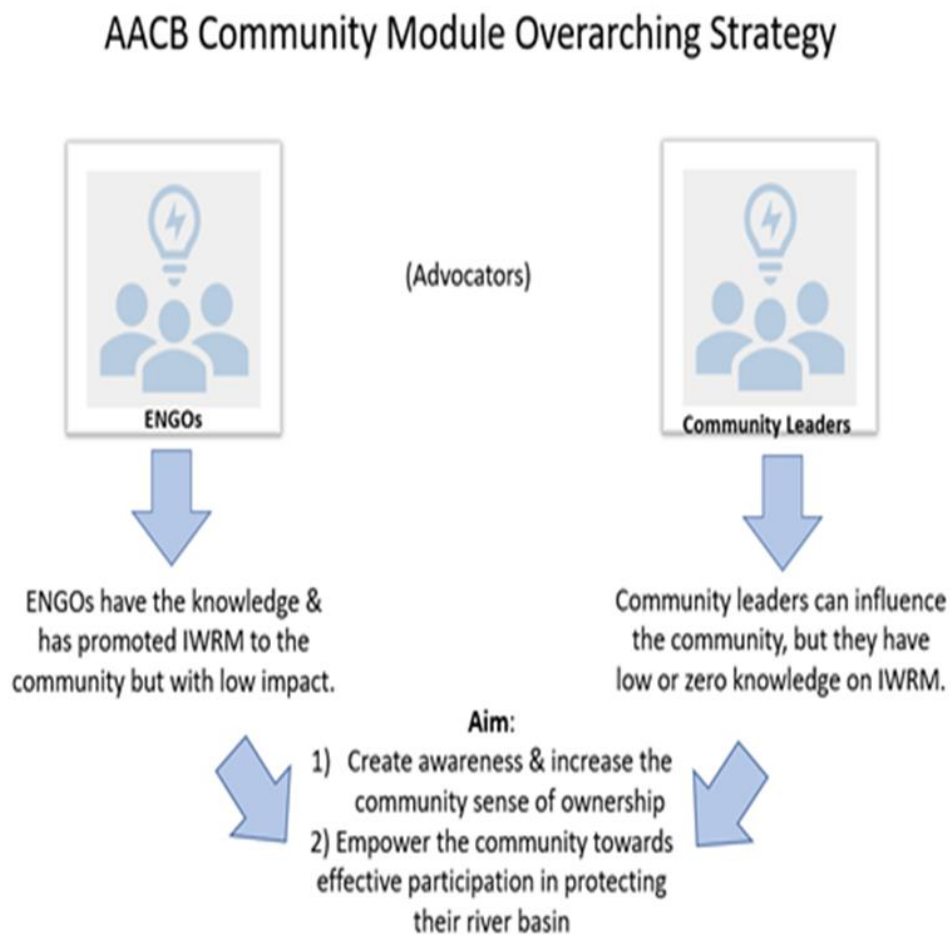 AACB Community Module Overarching Strategy
(Advocators)
ENGOs
Community Leaders
ENGOs have the knowledge &
has promoted IWRM to the
community but with low impact.
Community leaders can influence
the community, but they have
low or zero knowledge on IWRM.
Aim:
1) Create awareness & increase the
community sense of ownership
2) Empower the community towards
effective participation in protecting
their river basin